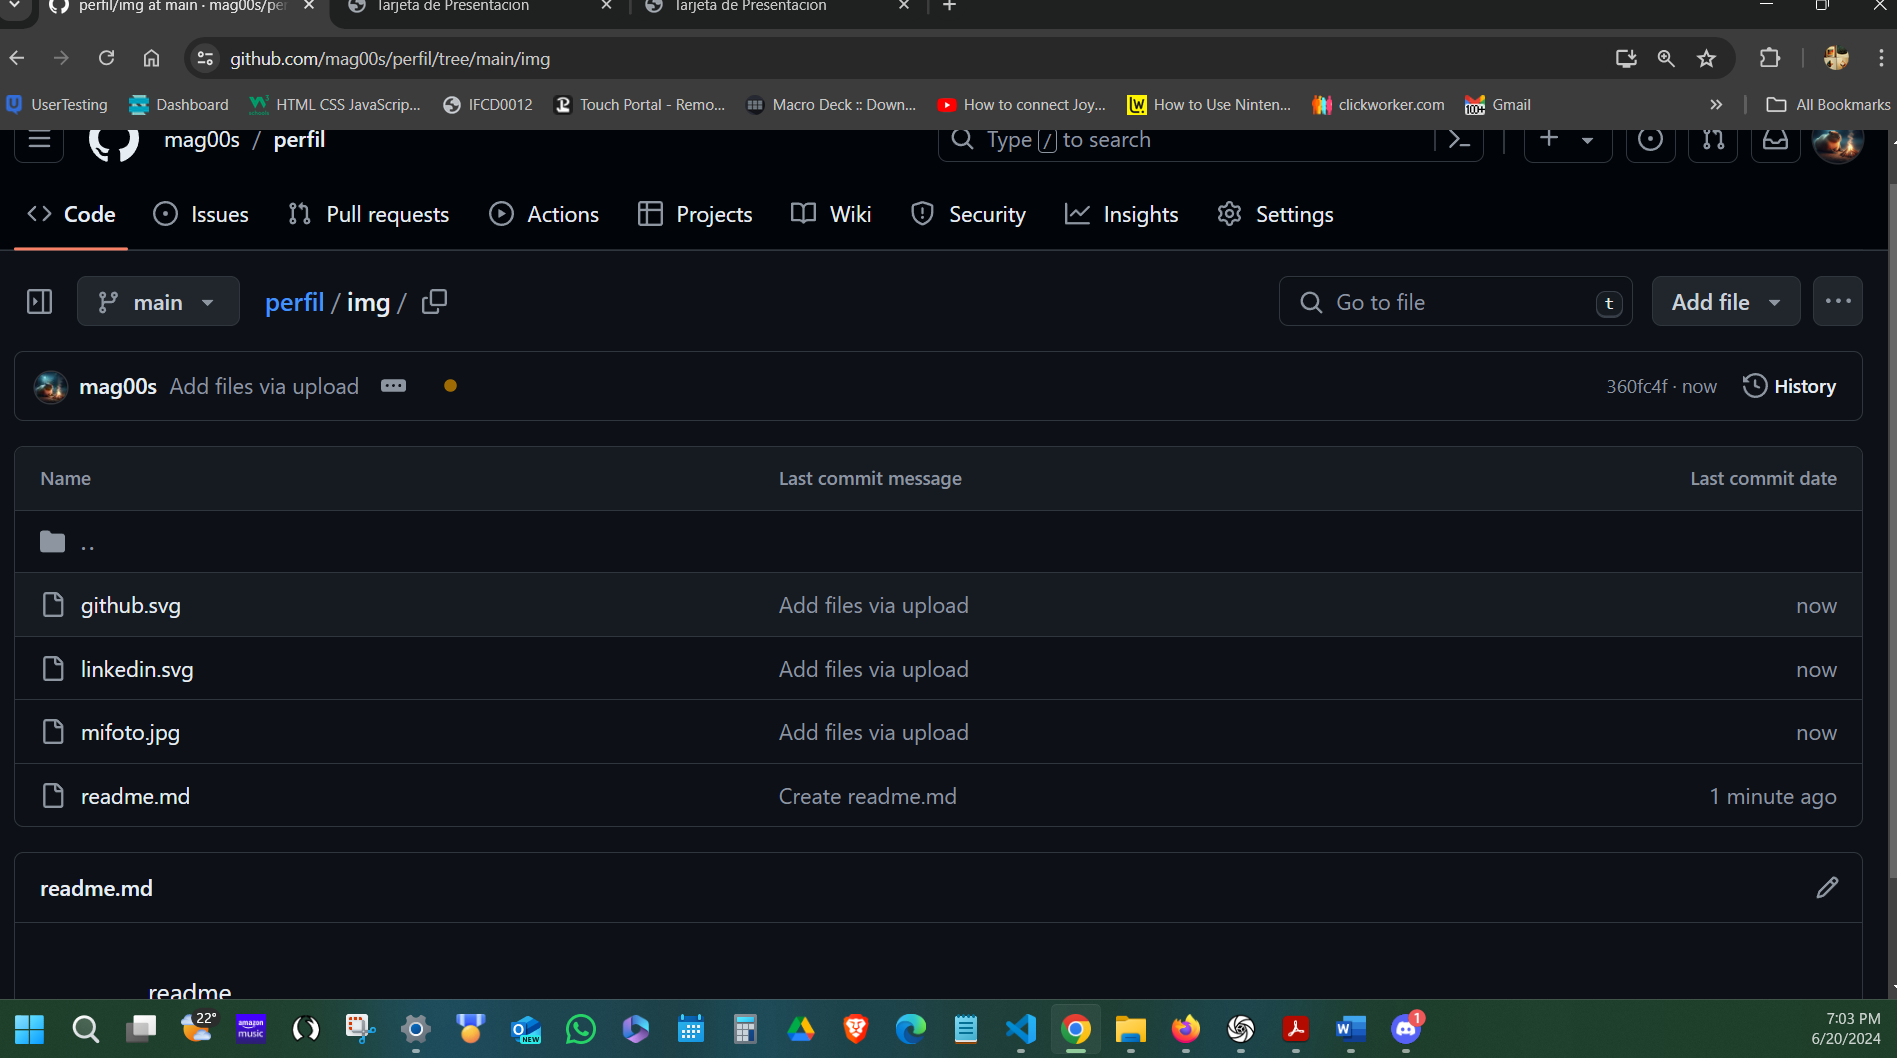 perfil/img at main · mag00s/per
Tarjeta de Presentación
Tarjeta de Presentación
github.com/mag00s/perfil/tree/main/img
UserTesting
Dashboard
HTML CSS JavaScrip...
IFCD0012
Touch Portal - Remo...
Macro Deck :: Down...
How to connect Joy...
How to Use Ninten...
clickworker.com
100+
Gmail
All Bookmarks
mag00s / perfil
Type / to search
Code
Issues
Pull requests
Actions
Projects
Wiki
Security
Insights
Settings
main
perfil / img /
Go to file
t
Add file
mag00s Add files via upload
360fc4f · now
History
Name
Last commit message
Last commit date
..
github.svg
Add files via upload
now
linkedin.svg
Add files via upload
now
mifoto.jpg
Add files via upload
now
readme.md
Create readme.md
1 minute ago
readme.md
readme
22°
amazon
music
NEW
1
7:03 PM
6/20/2024